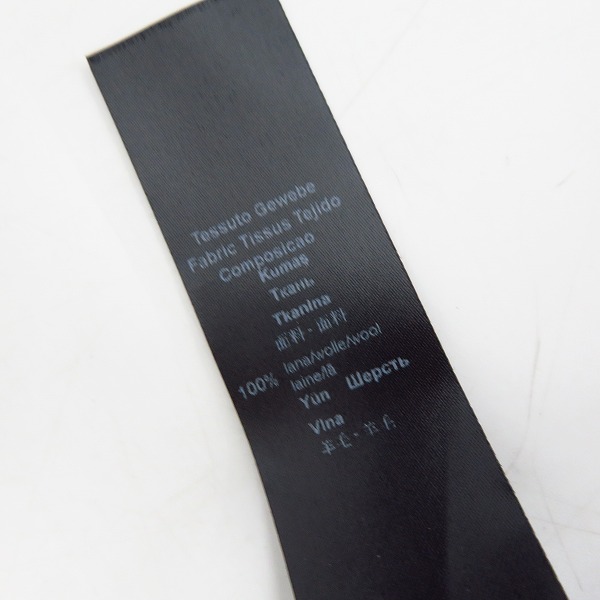 Tessuto Gewebe
Fabric Tissus Tejido
Composicao
Kumaş
Ткань
Tkanina
面料 - 面料
100% lana/wolle/wool
laine/lã
Yün Шерсть
Vlna